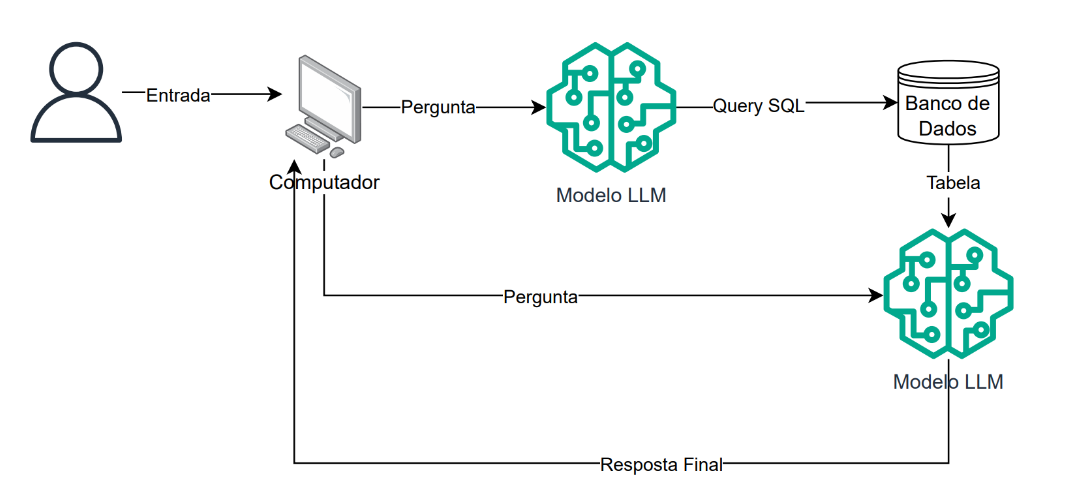 Entrada
Pergunta
Query SQL
Banco de
Dados
Computador
Modelo LLM
Tabela
Pergunta
Modelo LLM
Resposta Final